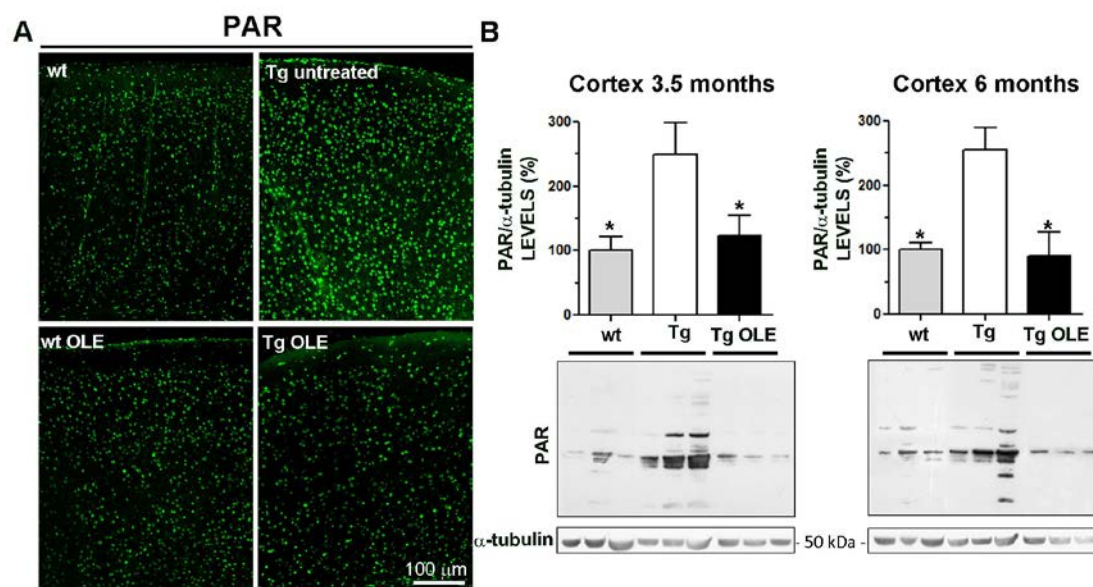 A
PAR
B
wt
Tg untreated
wt OLE
Tg OLE
100 µm
Cortex 3.5 months
PAR/α-tubulin
LEVELS (%)
300
200
100
0
*
*
wt
Tg
Tg OLE
Cortex 6 months
PAR/α-tubulin
LEVELS (%)
300
200
100
0
*
*
wt
Tg
Tg OLE
PAR
α-tubulin
- 50 kDa -